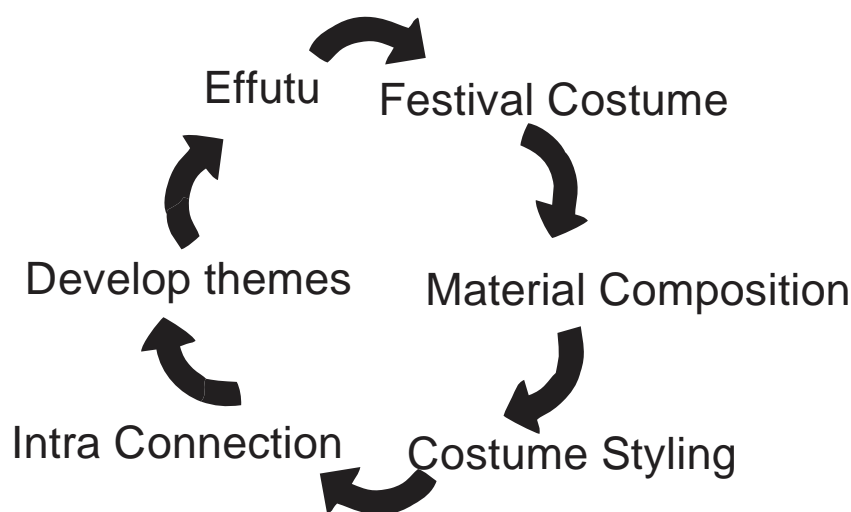 Effutu
Festival Costume
Material Composition
Costume Styling
Intra Connection
Develop themes